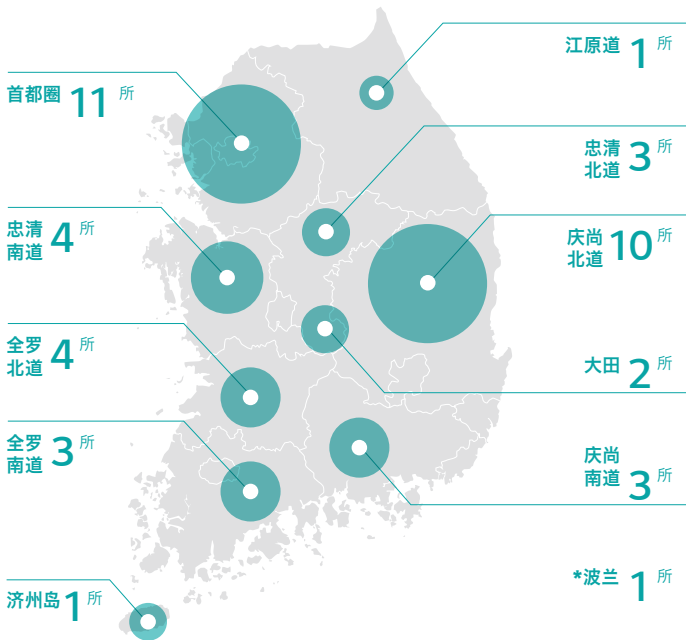 江原道 1 所
首都圈 11 所
忠清
北道 3 所
忠清
南道 4 所
庆尚
北道 10 所
全罗
北道 4 所
大田 2 所
全罗
南道 3 所
庆尚
南道 3 所
*波兰 1 所
济州岛 1 所